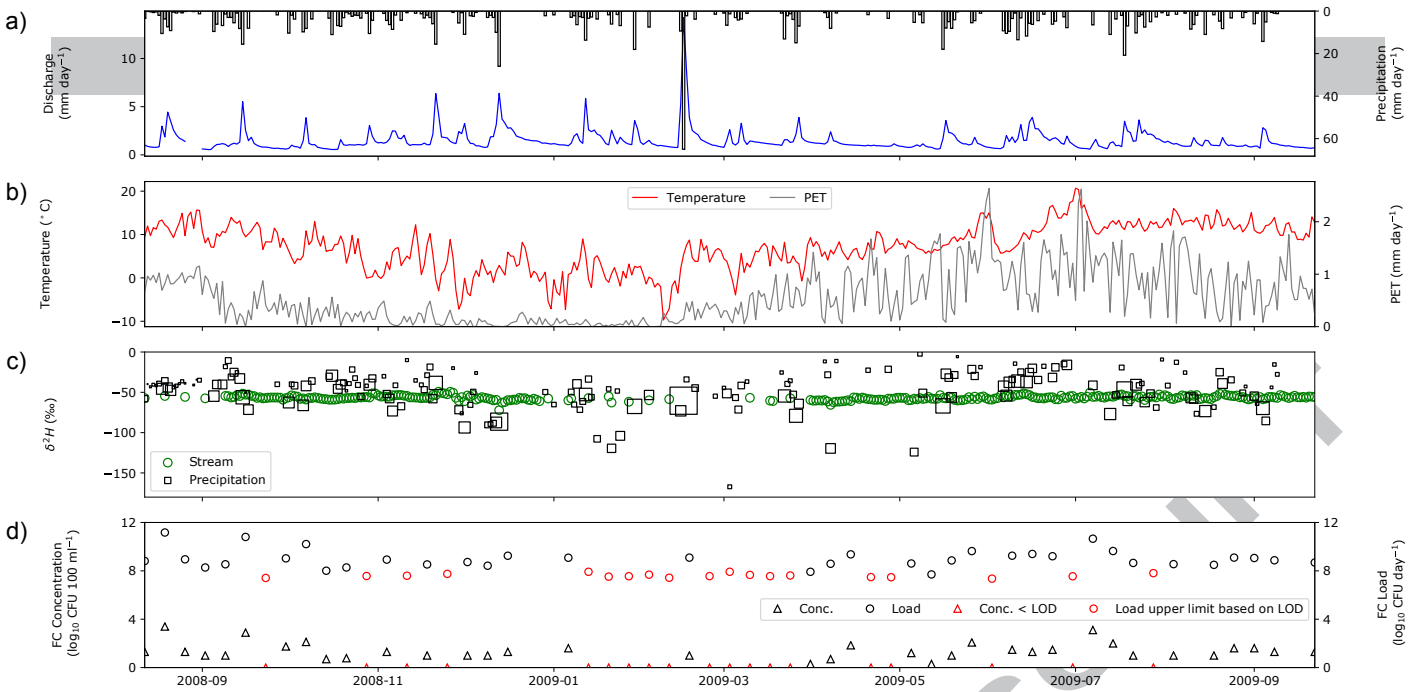 a)
Discharge
(mm day⁻¹)
10
5
0
0
20
40
60
Precipitation
(mm day⁻¹)
b)
Temperature (°C)
20
10
0
−10
Temperature
PET
2
1
0
PET (mm day⁻¹)
c)
δ²H (‰)
0
−50
−100
−150
Stream
Precipitation
d)
FC Concentration
(log₁₀ CFU 100 ml⁻¹)
12
8
4
0
Conc.
Load
Conc. < LOD
Load upper limit based on LOD
12
8
4
0
FC Load
(log₁₀ CFU day⁻¹)
2008-09
2008-11
2009-01
2009-03
2009-05
2009-07
2009-09